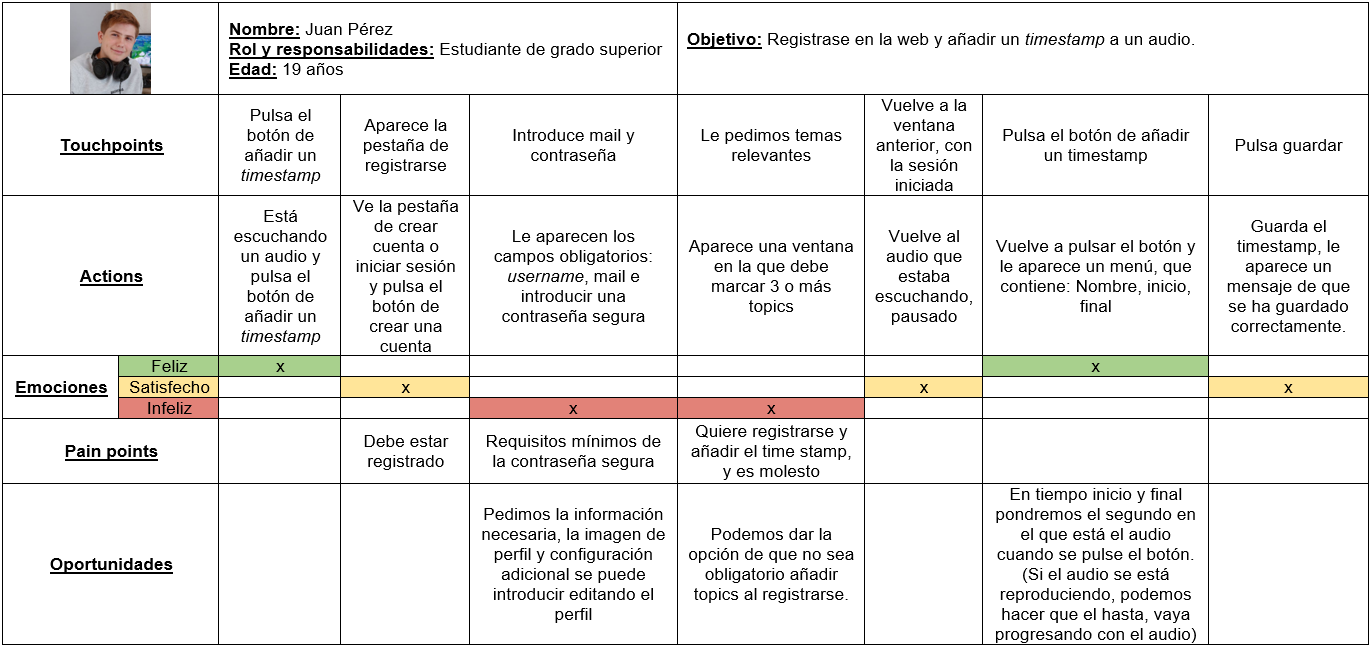 Nombre: Juan Pérez
Rol y responsabilidades: Estudiante de grado superior
Edad: 19 años
Objetivo: Registrase en la web y añadir un timestamp a un audio.
Touchpoints
Pulsa el
botón de
añadir un
timestamp
Aparece la
pestaña de
registrarse
Introduce mail y
contraseña
Le pedimos temas
relevantes
Vuelve a la
ventana
anterior, con
la sesión
iniciada
Pulsa el botón de añadir
un timestamp
Pulsa guardar
Actions
Está
escuchando
un audio y
pulsa el
botón de
añadir un
timestamp
Ve la pestaña
de crear
cuenta o
iniciar sesión
y pulsa el
botón de
crear una
cuenta
Le aparecen los
campos obligatorios:
username, mail e
introducir una
contraseña segura
Aparece una ventana
en la que debe
marcar 3 o más
topics
Vuelve al
audio que
estaba
escuchando,
pausado
Vuelve a pulsar el botón y
le aparece un menú, que
contiene: Nombre, inicio,
final
Guarda el
timestamp, le
aparece un
mensaje de que
se ha guardado
correctamente.
Emociones
Feliz
x
x
Satisfecho
x
x
x
Infeliz
x
x
Pain points
Debe estar
registrado
Requisitos mínimos de
la contraseña segura
Quiere registrarse y
añadir el time stamp,
y es molesto
Oportunidades
Pedimos la información
necesaria, la imagen de
perfil y configuración
adicional se puede
introducir editando el
perfil
Podemos dar la
opción de que no sea
obligatorio añadir
topics al registrarse.
En tiempo inicio y final
pondremos el segundo en
el que está el audio
cuando se pulse el botón.
(Si el audio se está
reproduciendo, podemos
hacer que el hasta, vaya
progresando con el audio)